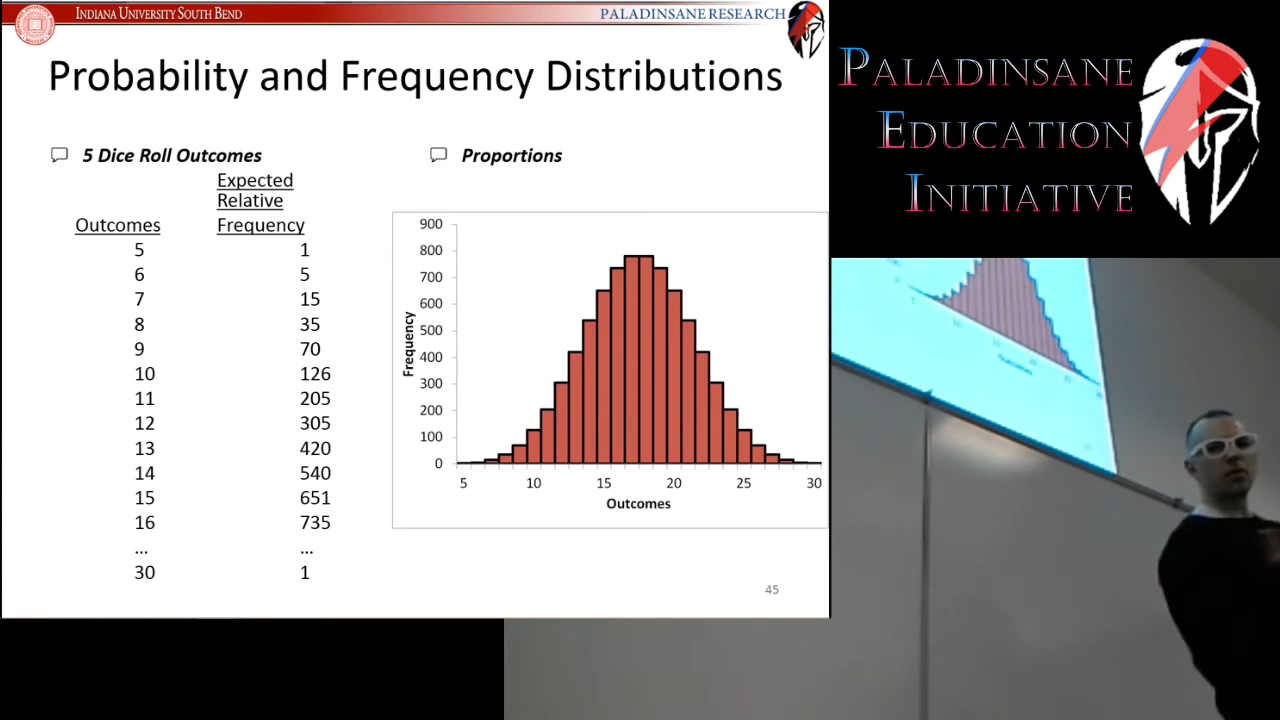 INDIANA UNIVERSITY SOUTH BEND
PALADINSANE RESEARCH
Probability and Frequency Distributions
5 Dice Roll Outcomes
Expected
Relative
Outcomes Frequency
5 1
6 5
7 15
8 35
9 70
10 126
11 205
12 305
13 420
14 540
15 651
16 735
... ...
30 1
Proportions
900
800
700
600
500
400
300
200
100
0
Frequency
5 10 15 20 25 30
Outcomes
45
PALADINSANE
EDUCATION
INITIATIVE
Outcomes